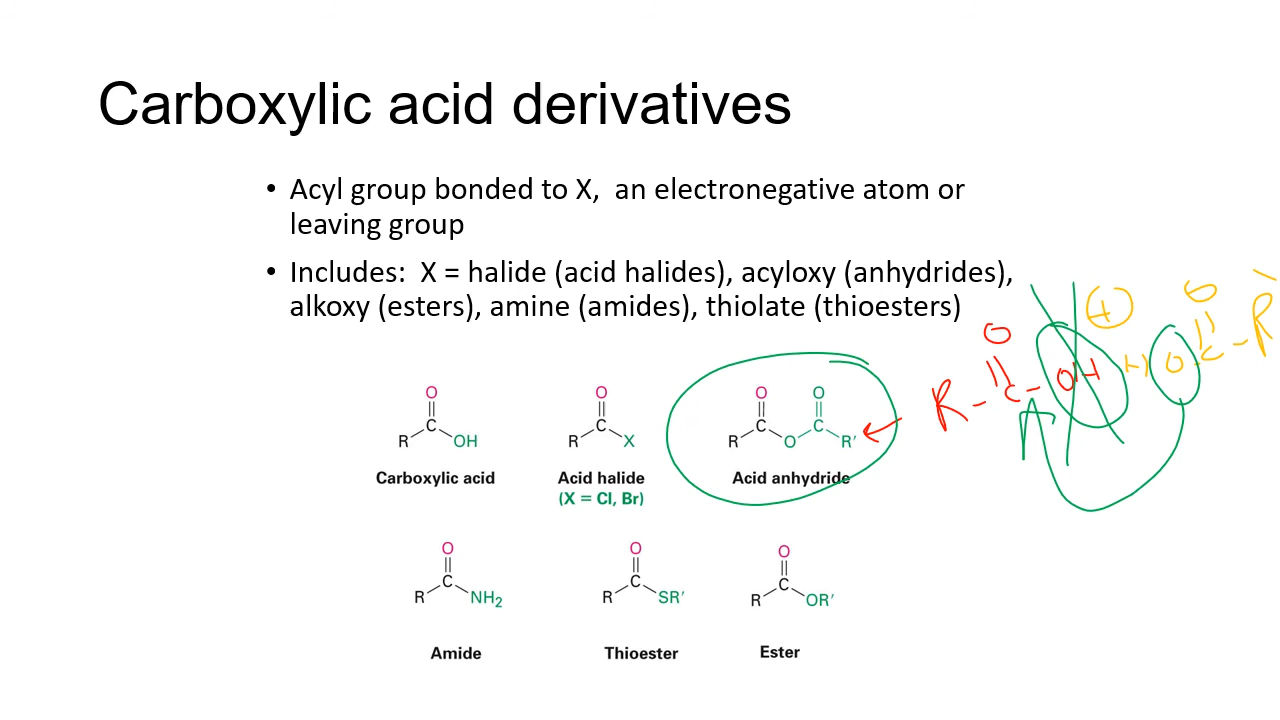 Carboxylic acid derivatives
• Acyl group bonded to X, an electronegative atom or
leaving group
• Includes: X = halide (acid halides), acyloxy (anhydrides),
alkoxy (esters), amine (amides), thiolate (thioesters)
+
O
O
R - C - OH
HO - C - R
O
R C OH
Carboxylic acid
O
R C X
Acid halide
(X = Cl, Br)
O O
R C O C R′
Acid anhydride
O
R C NH₂
Amide
O
R C SR′
Thioester
O
R C OR′
Ester